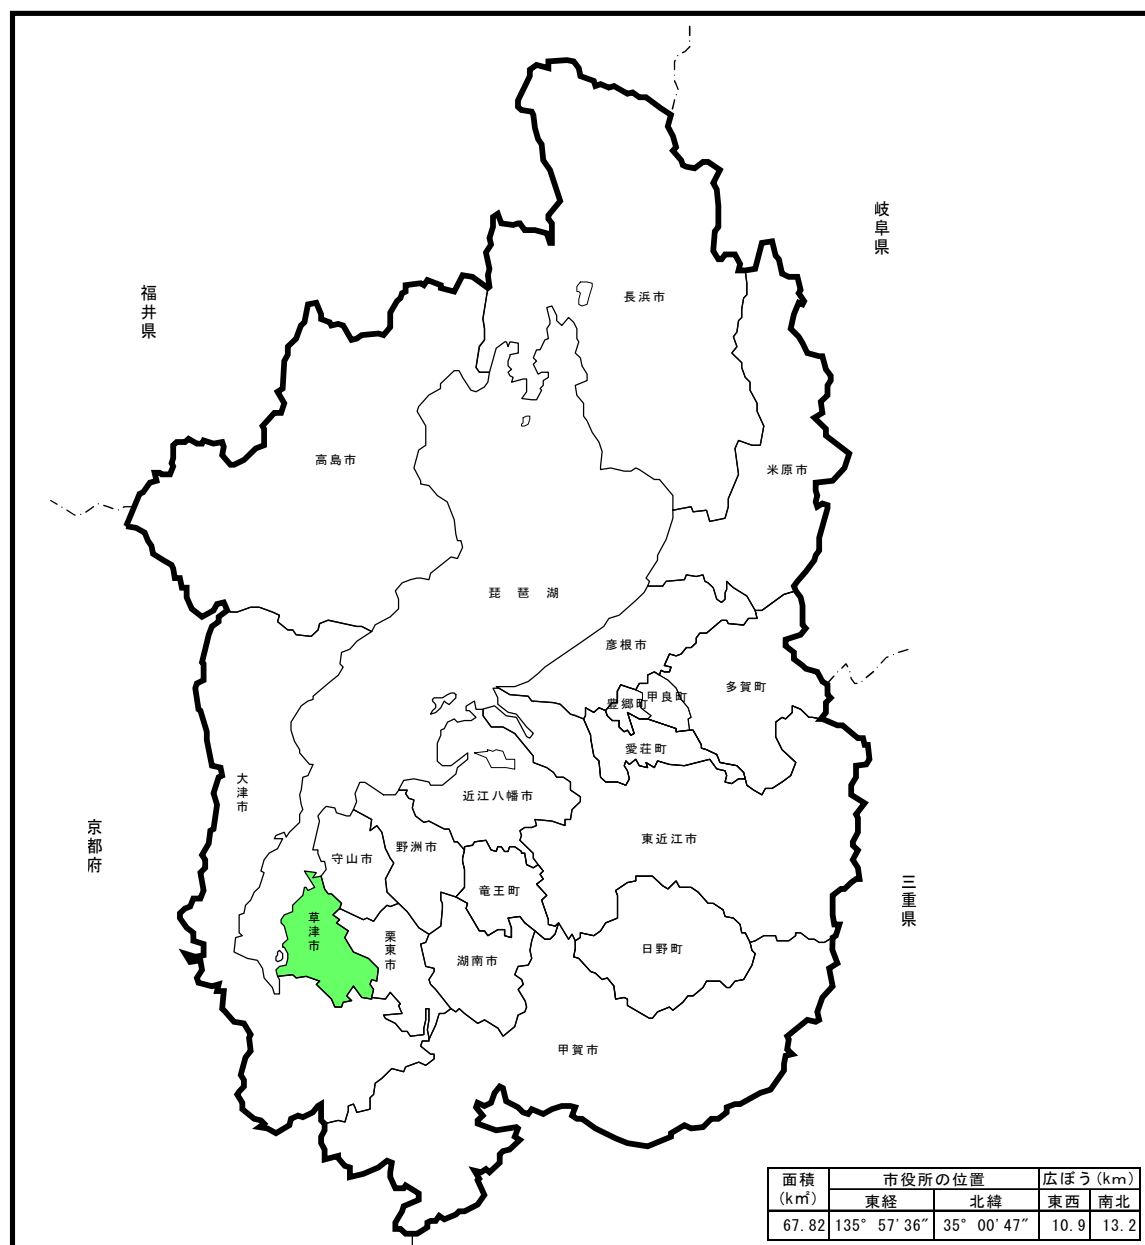 岐阜県
福井県
長浜市
高島市
米原市
琵琶湖
彦根市
多賀町
甲良町
豊郷町
愛荘町
大津市
近江八幡市
京都府
東近江市
野洲市
守山市
三重県
竜王町
草津市
栗東市
日野町
湖南市
甲賀市
面積(k㎡) 市役所の位置 広ぼう(km)
東経 北緯 東西 南北
67.82 135° 57′36″ 35° 00′47″ 10.9 13.2